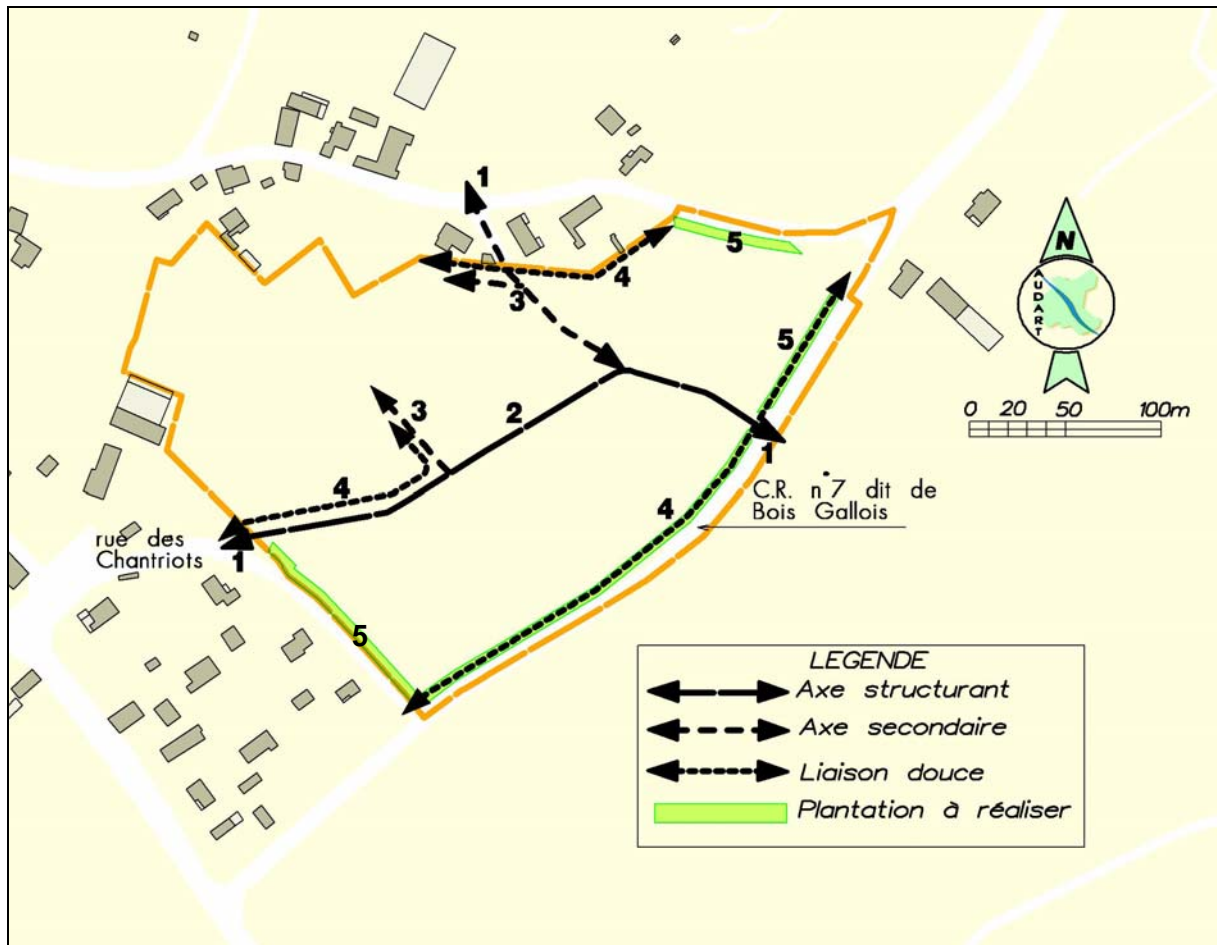 1
5
4
3
N
AUDART
5
3
2
0 20 50 100m
1
4
4
C.R. n°7 dit de
Bois Gallois
rue des
Chantriots
1
5
LEGENDE
Axe structurant
Axe secondaire
Liaison douce
Plantation à réaliser